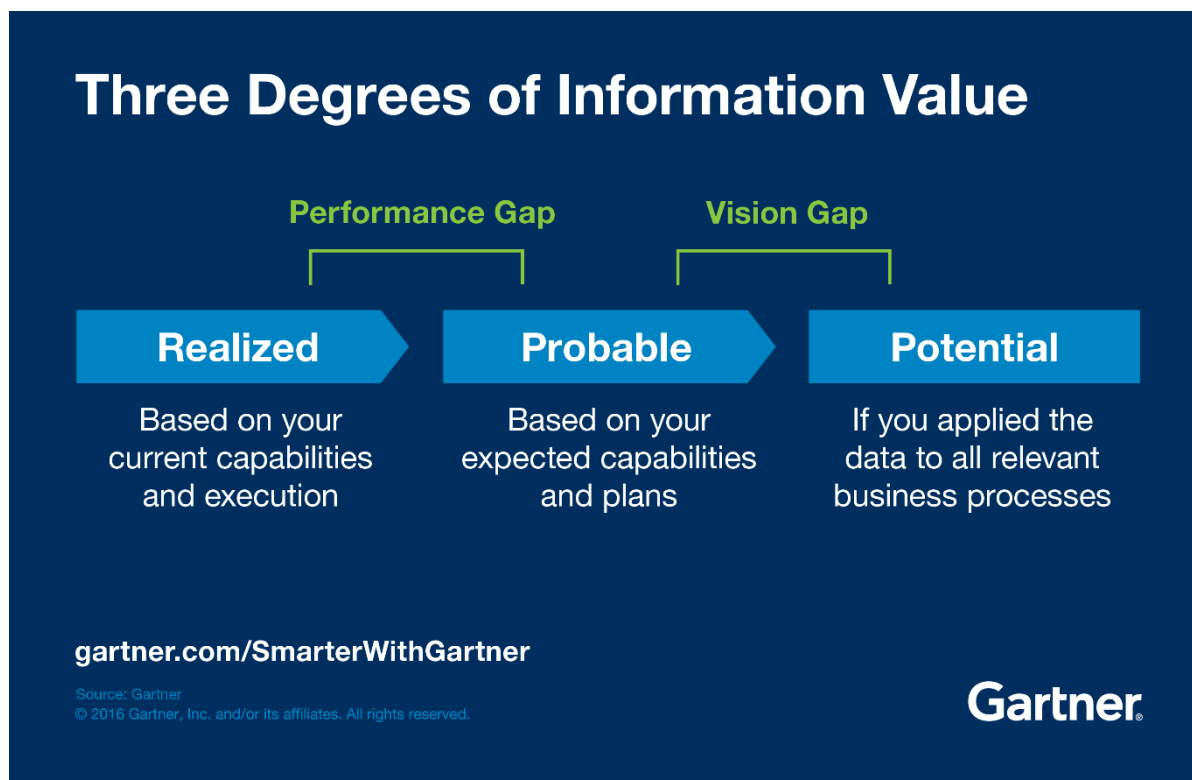 Three Degrees of Information Value
Performance Gap
Vision Gap
Realized
Probable
Potential
Based on your
current capabilities
and execution
Based on your
expected capabilities
and plans
If you applied the
data to all relevant
business processes
gartner.com/SmarterWithGartner
Source: Gartner
© 2016 Gartner, Inc. and/or its affiliates. All rights reserved.
Gartner®